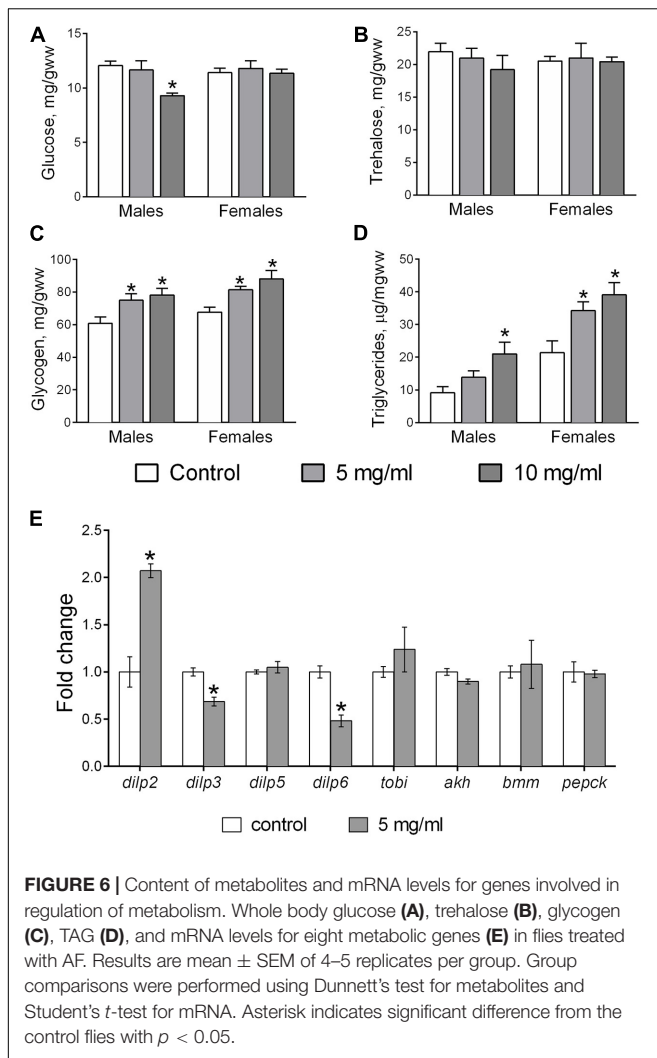 A
Glucose, mg/gww
15
10
5
0
*
Males Females
B
Trehalose, mg/gww
25
20
15
10
5
0
Males Females
C
Glycogen, mg/gww
100
80
60
40
20
0
* * * *
Males Females
D
Triglycerides, μg/mgww
50
40
30
20
10
0
* * *
Males Females
Control 5 mg/ml 10 mg/ml
E
Fold change
2.5
2.0
1.5
1.0
0.5
0.0
* * *
dilp2 dilp3 dilp5 dilp6 tobi akh bmm pepck
control 5 mg/ml
FIGURE 6 | Content of metabolites and mRNA levels for genes involved in
regulation of metabolism. Whole body glucose (A), trehalose (B), glycogen
(C), TAG (D), and mRNA levels for eight metabolic genes (E) in flies treated
with AF. Results are mean ± SEM of 4–5 replicates per group. Group
comparisons were performed using Dunnett's test for metabolites and
Student's t-test for mRNA. Asterisk indicates significant difference from the
control flies with p < 0.05.